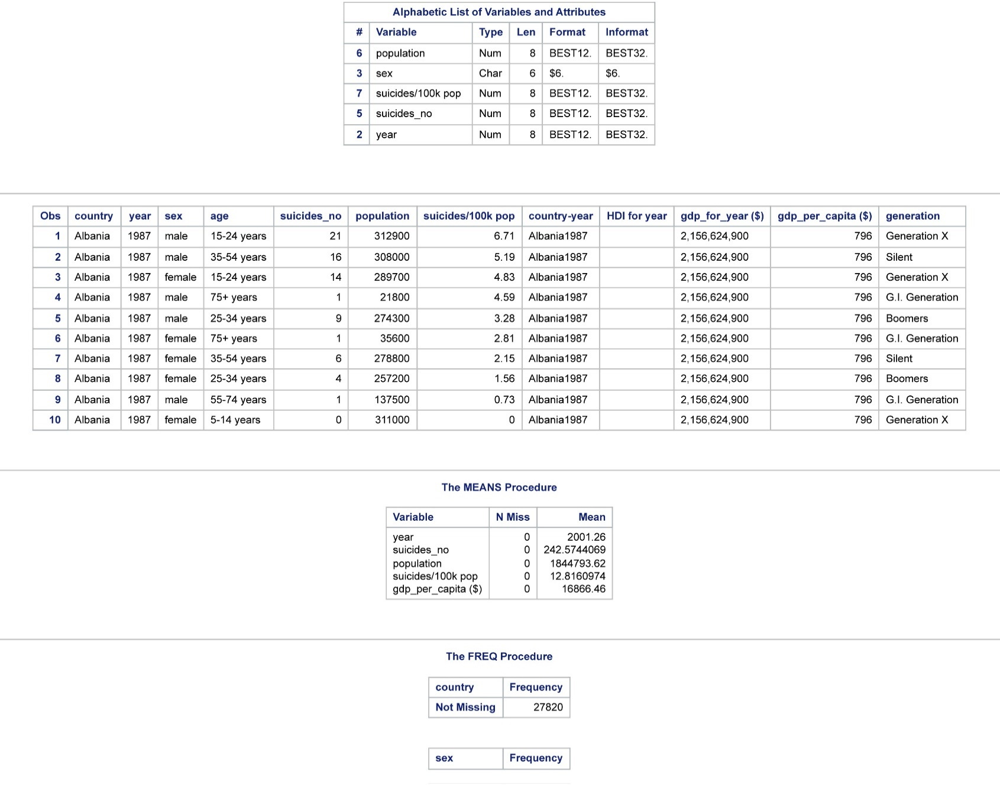 Alphabetic List of Variables and Attributes
# Variable Type Len Format Informat
6 population Num 8 BEST12. BEST32.
3 sex Char 6 $6. $6.
7 suicides/100k pop Num 8 BEST12. BEST32.
5 suicides_no Num 8 BEST12. BEST32.
2 year Num 8 BEST12. BEST32.
Obs country year sex age suicides_no population suicides/100k pop country-year HDI for year gdp_for_year ($) gdp_per_capita ($) generation
1 Albania 1987 male 15-24 years 21 312900 6.71 Albania1987 2,156,624,900 796 Generation X
2 Albania 1987 male 35-54 years 16 308000 5.19 Albania1987 2,156,624,900 796 Silent
3 Albania 1987 female 15-24 years 14 289700 4.83 Albania1987 2,156,624,900 796 Generation X
4 Albania 1987 male 75+ years 1 21800 4.59 Albania1987 2,156,624,900 796 G.I. Generation
5 Albania 1987 male 25-34 years 9 274300 3.28 Albania1987 2,156,624,900 796 Boomers
6 Albania 1987 female 75+ years 1 35600 2.81 Albania1987 2,156,624,900 796 G.I. Generation
7 Albania 1987 female 35-54 years 6 278800 2.15 Albania1987 2,156,624,900 796 Silent
8 Albania 1987 female 25-34 years 4 257200 1.56 Albania1987 2,156,624,900 796 Boomers
9 Albania 1987 male 55-74 years 1 137500 0.73 Albania1987 2,156,624,900 796 G.I. Generation
10 Albania 1987 female 5-14 years 0 311000 0 Albania1987 2,156,624,900 796 Generation X
The MEANS Procedure
Variable N Miss Mean
year 0 2001.26
suicides_no 0 242.5744069
population 0 1844793.62
suicides/100k pop 0 12.8160974
gdp_per_capita ($) 0 16866.46
The FREQ Procedure
country Frequency
Not Missing 27820
sex Frequency